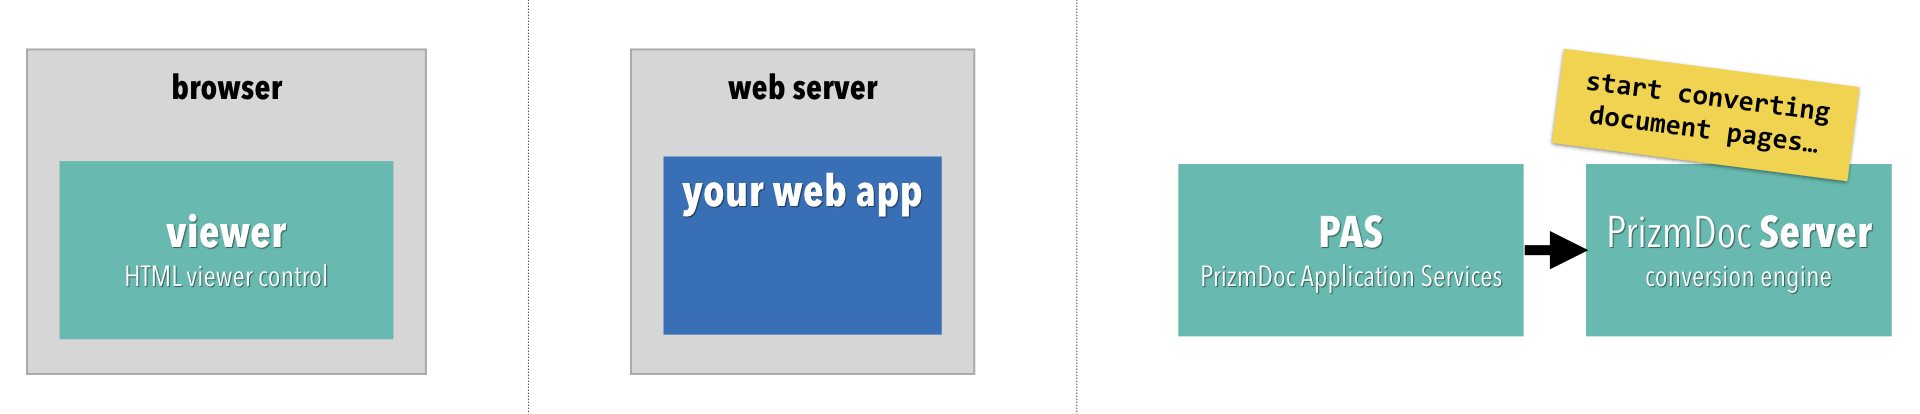 browser
viewer
HTML viewer control
web server
your web app
start converting
document pages…
PAS
PrizmDoc Application Services
PrizmDoc Server
conversion engine